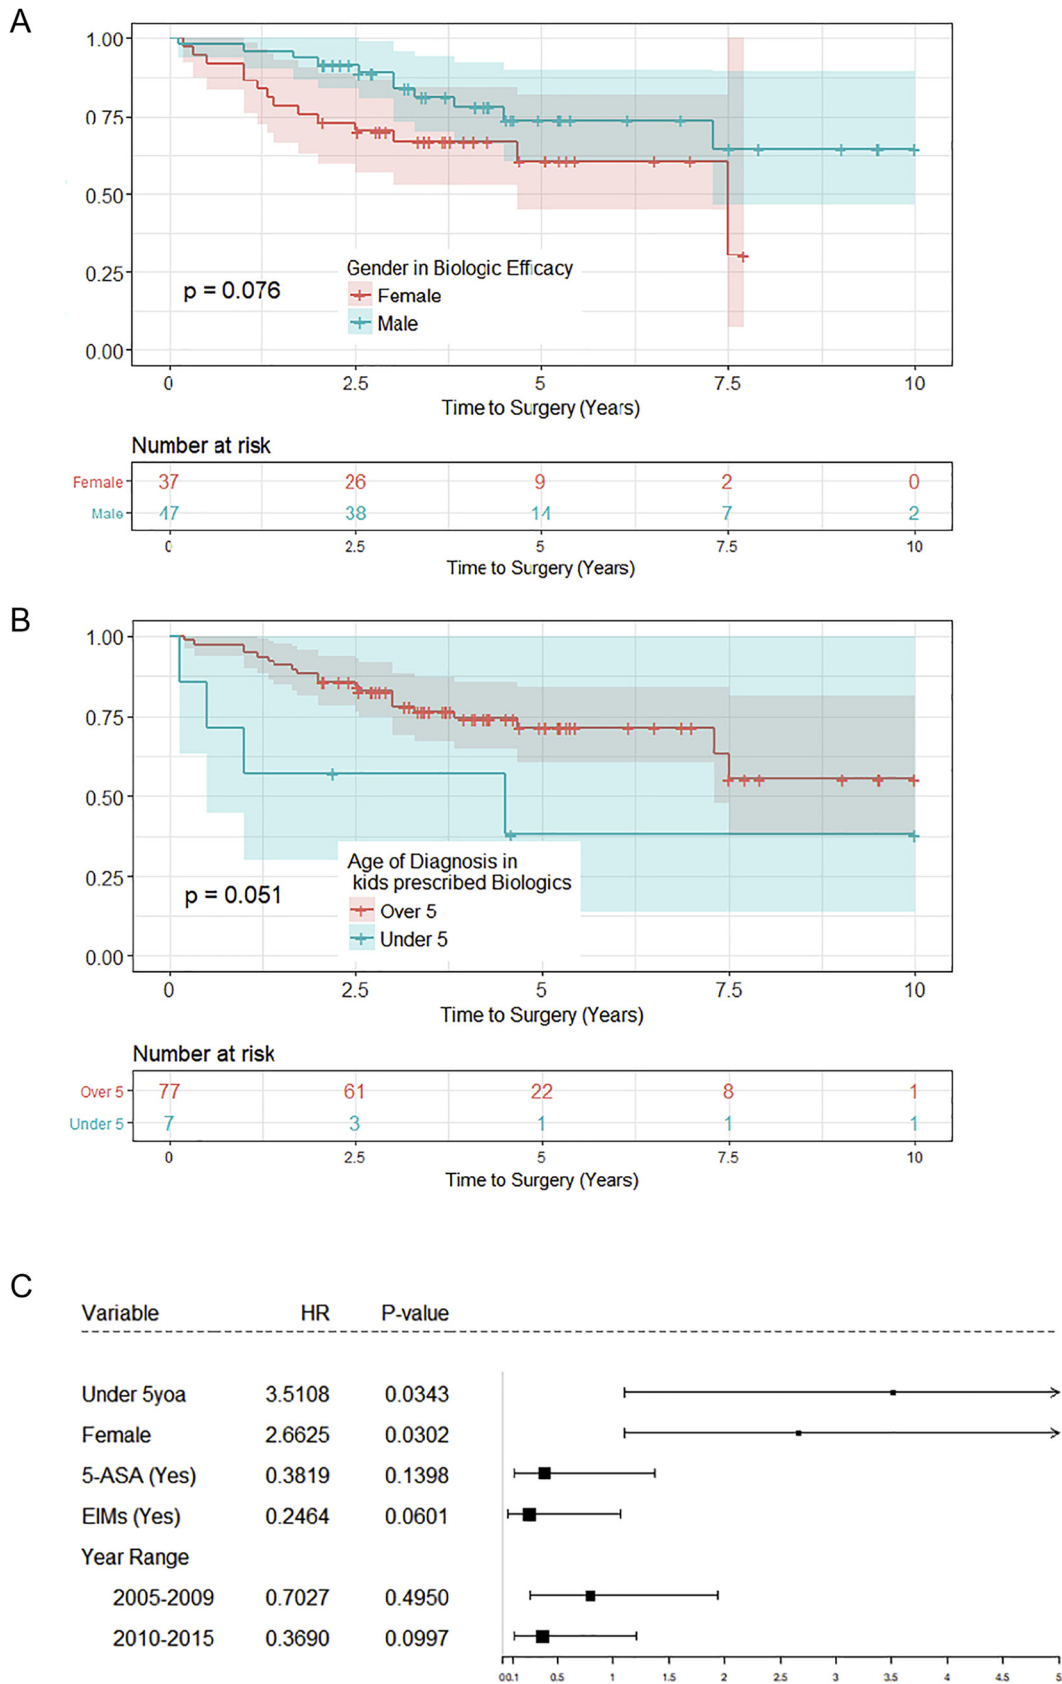 A
1.00
0.75
0.50
0.25
0.00
p = 0.076
Gender in Biologic Efficacy
Female
Male
0 2.5 5 7.5 10
Time to Surgery (Years)
Number at risk
Female 37 26 9 2 0
Male 47 38 14 7 2
0 2.5 5 7.5 10
Time to Surgery (Years)
B
1.00
0.75
0.50
0.25
0.00
p = 0.051
Age of Diagnosis in
kids prescribed Biologics
Over 5
Under 5
0 2.5 5 7.5 10
Time to Surgery (Years)
Number at risk
Over 5 77 61 22 8 1
Under 5 7 3 1 1 1
0 2.5 5 7.5 10
Time to Surgery (Years)
C
Variable HR P-value
Under 5yoa 3.5108 0.0343
Female 2.6625 0.0302
5-ASA (Yes) 0.3819 0.1398
EIMs (Yes) 0.2464 0.0601
Year Range
2005-2009 0.7027 0.4950
2010-2015 0.3690 0.0997
0 0.1 0.5 1 1.5 2 2.5 3 3.5 4 4.5 5